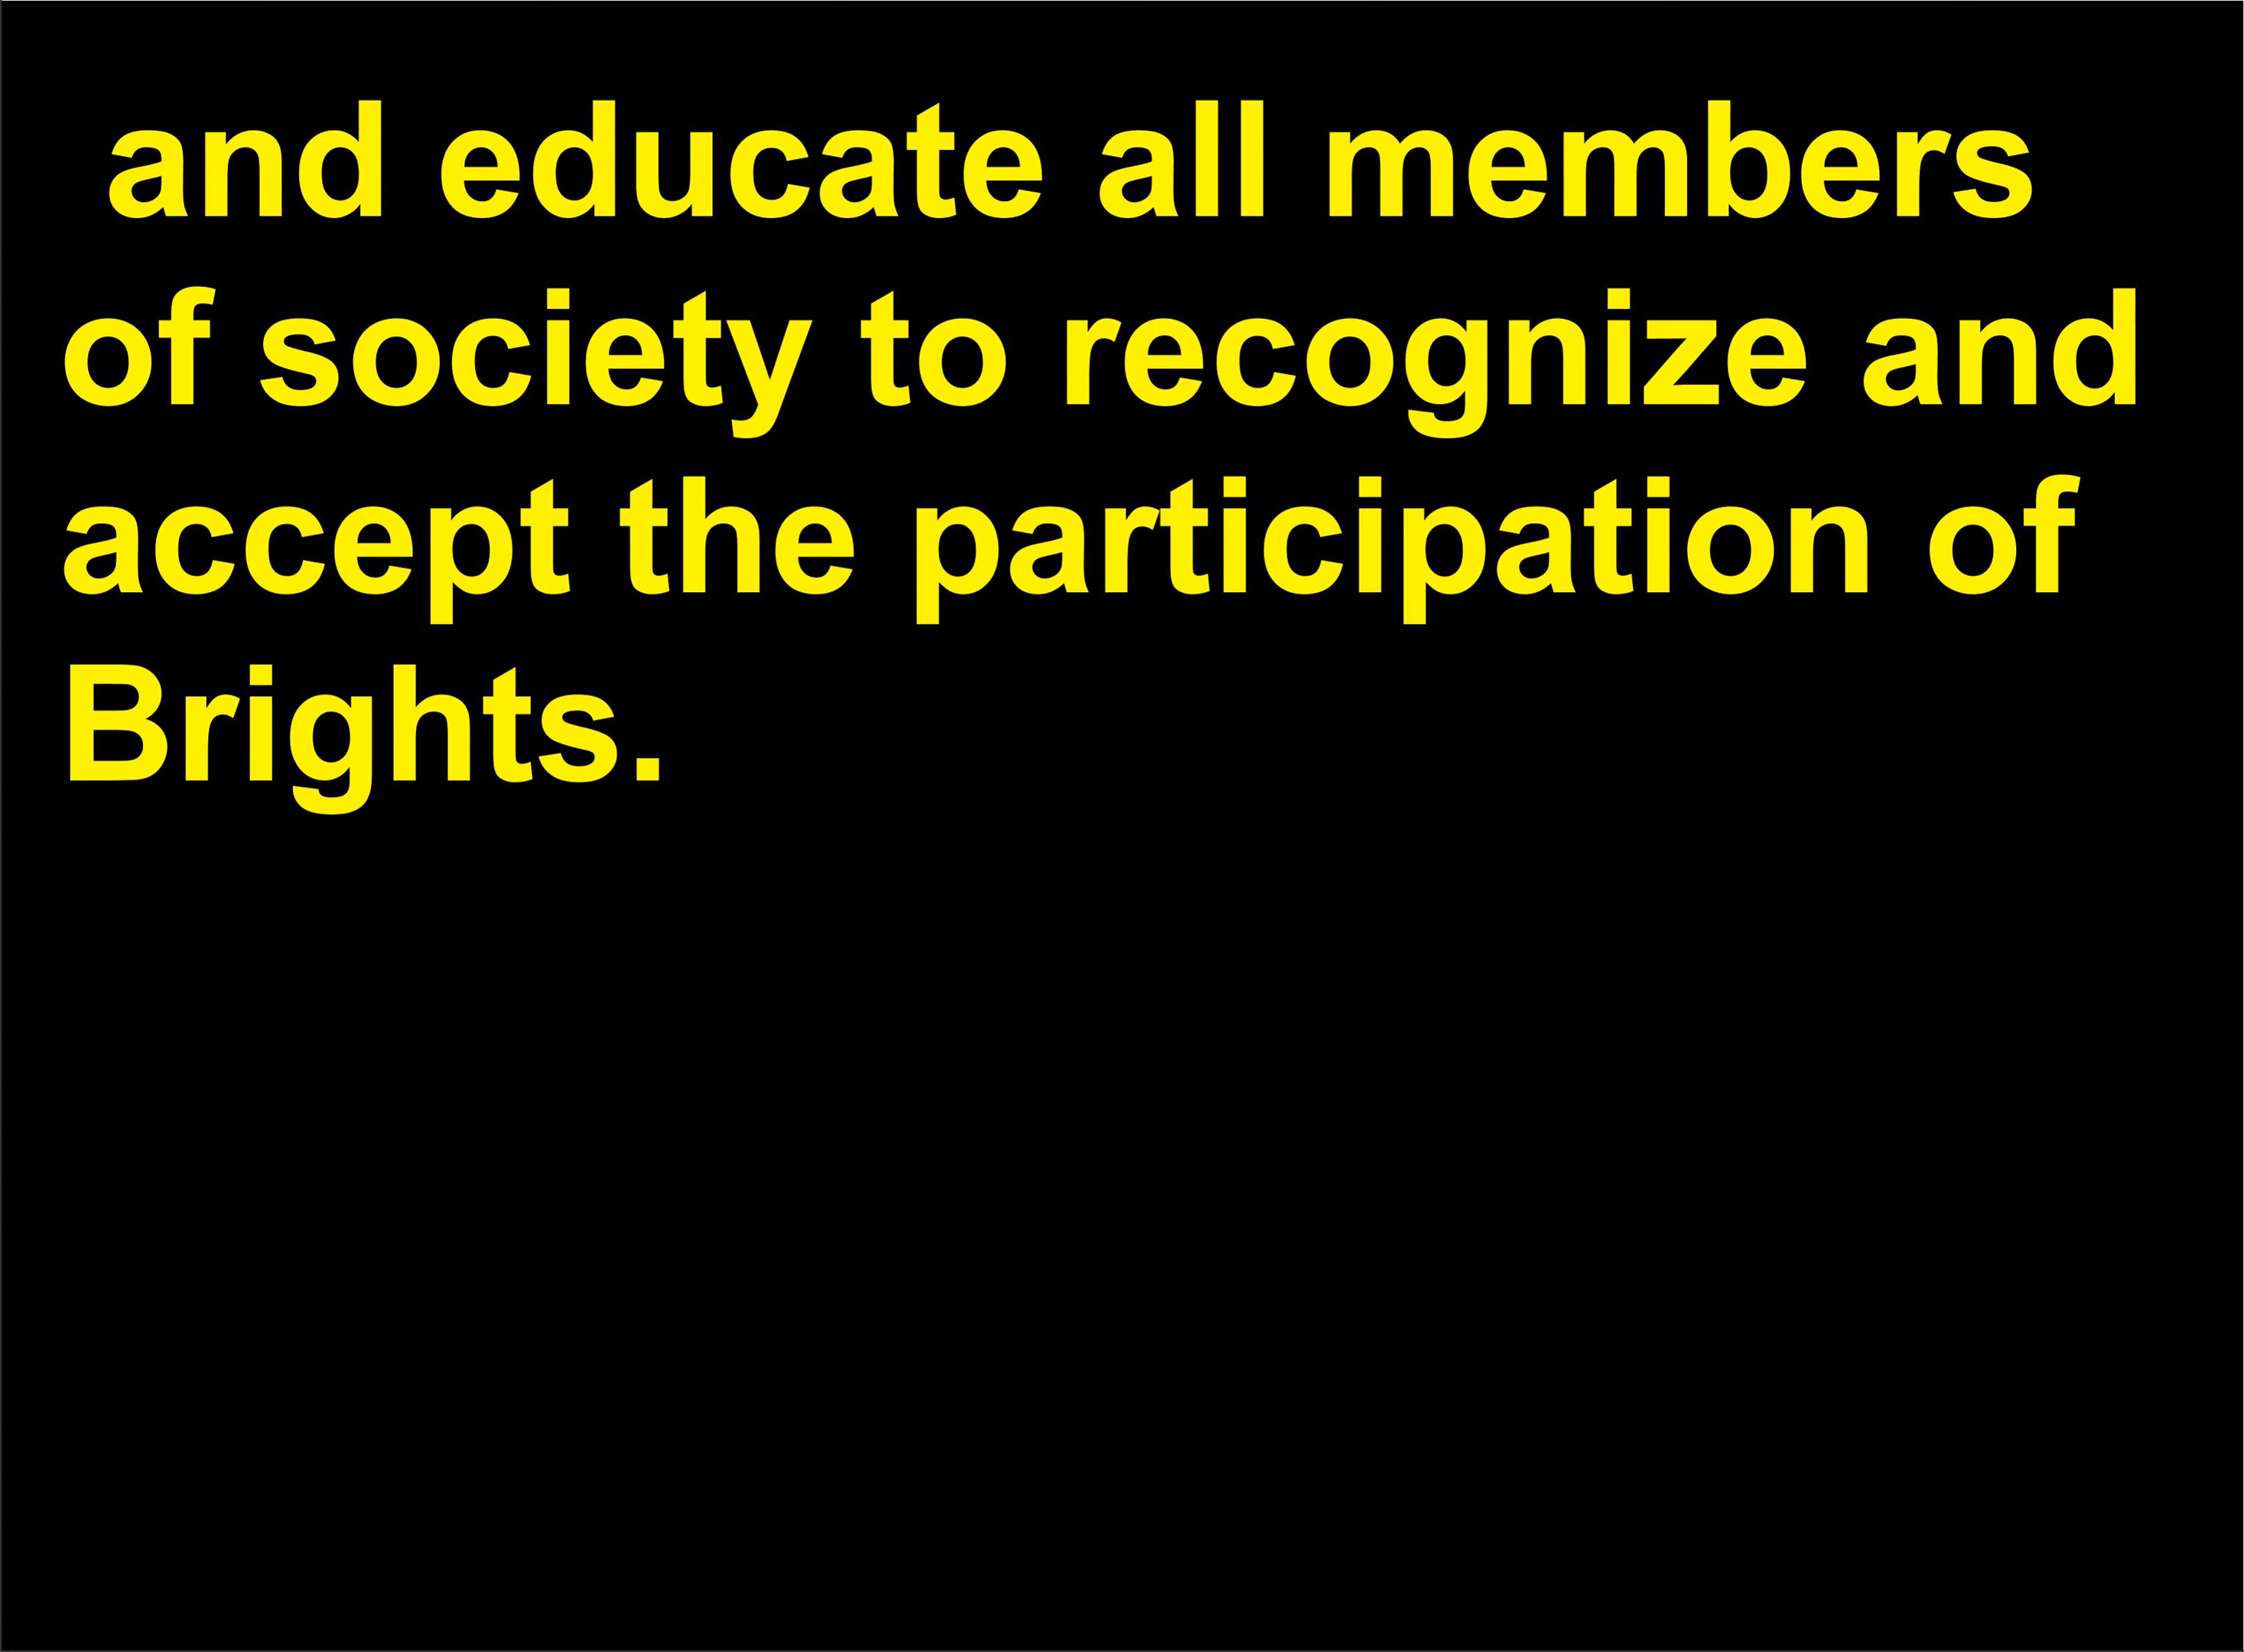 and educate all members
of society to recognize and
accept the participation of
Brights.